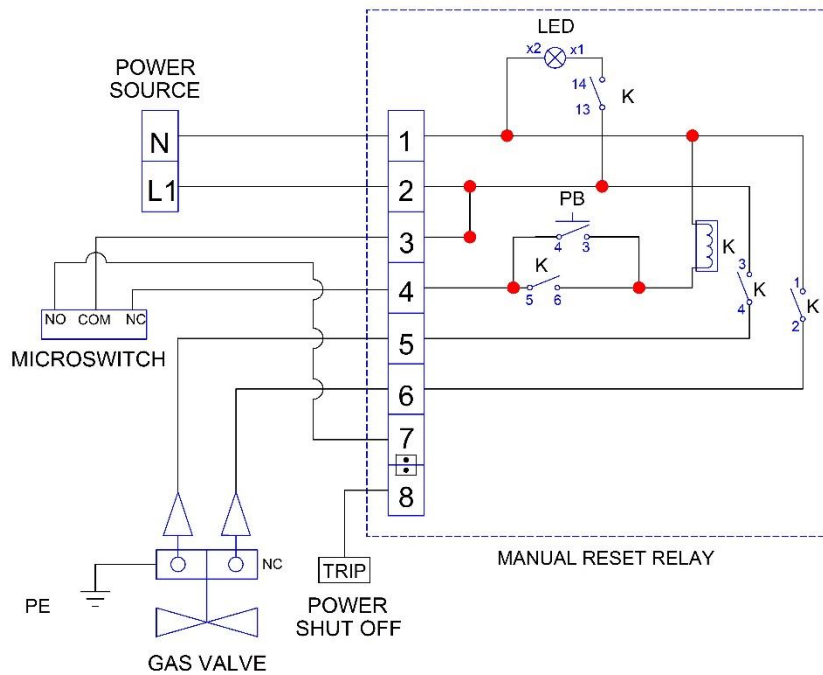 LED
x2
x1
14
13
K
POWER
SOURCE
N
L1
1
2
3
4
5
6
7
8
PB
4
3
K
5
6
K
3
4
K
1
2
K
NO
COM
NC
MICROSWITCH
NC
PE
GAS VALVE
TRIP
POWER
SHUT OFF
MANUAL RESET RELAY